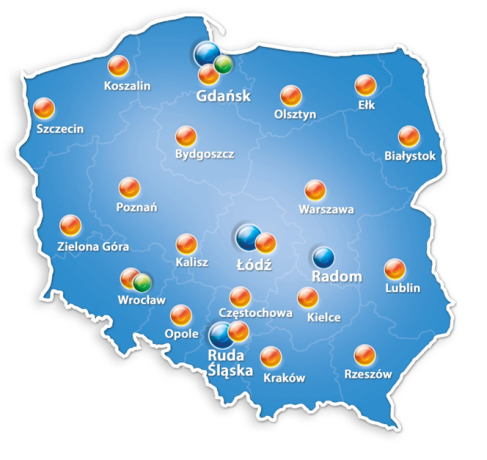 Koszalin
Gdańsk
Olsztyn
Ełk
Szczecin
Bydgoszcz
Białystok
Poznań
Warszawa
Zielona Góra
Kalisz
Łódź
Radom
Lublin
Wrocław
Częstochowa
Kielce
Opole
Ruda
Śląska
Kraków
Rzeszów